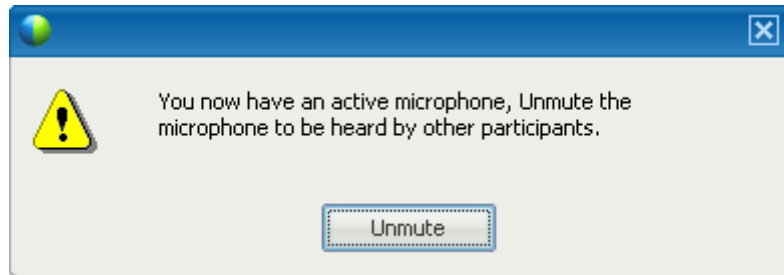 You now have an active microphone, Unmute the
microphone to be heard by other participants.
Unmute